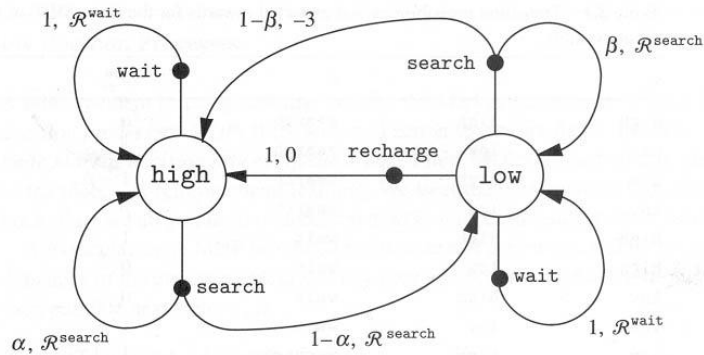 1, ℛ^wait
1−β, −3
β, ℛ^search
wait
search
1, 0
recharge
high
low
search
wait
α, ℛ^search
1−α, ℛ^search
1, ℛ^wait